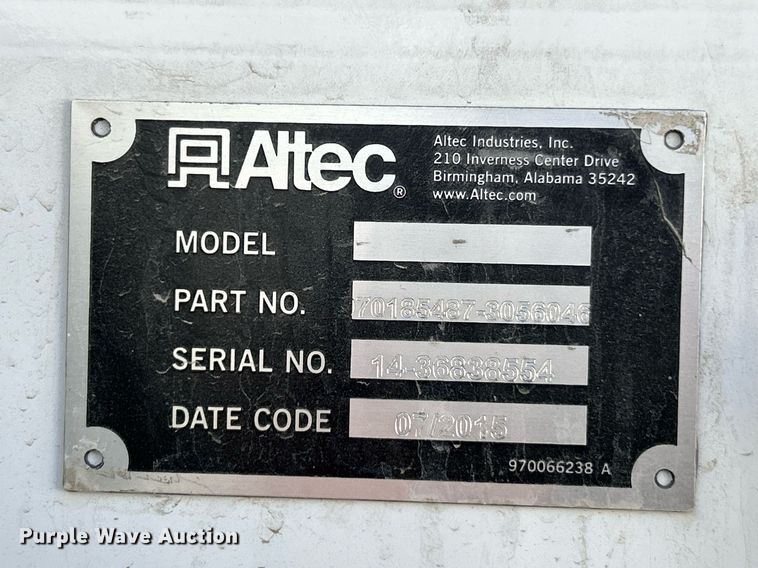 Altec®
Altec Industries, Inc.
210 Inverness Center Drive
Birmingham, Alabama 35242
www.Altec.com
MODEL -
PART NO. 70185487-3056046
SERIAL NO. 14-36838554
DATE CODE 07/2015
970066238 A
Purple Wave Auction